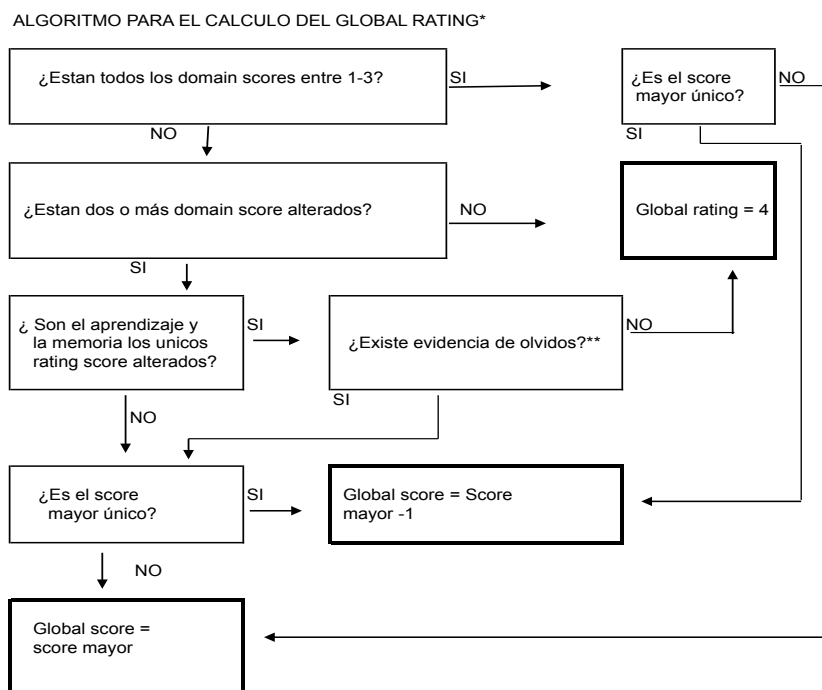 ALGORITMO PARA EL CALCULO DEL GLOBAL RATING*
¿Estan todos los domain scores entre 1-3?
SI
¿Es el score
mayor único?
NO
NO
SI
¿Estan dos o más domain score alterados?
NO
Global rating = 4
SI
¿ Son el aprendizaje y
la memoria los unicos
rating score alterados?
SI
¿Existe evidencia de olvidos?**
NO
SI
NO
¿Es el score
mayor único?
SI
Global score = Score
mayor -1
NO
Global score =
score mayor